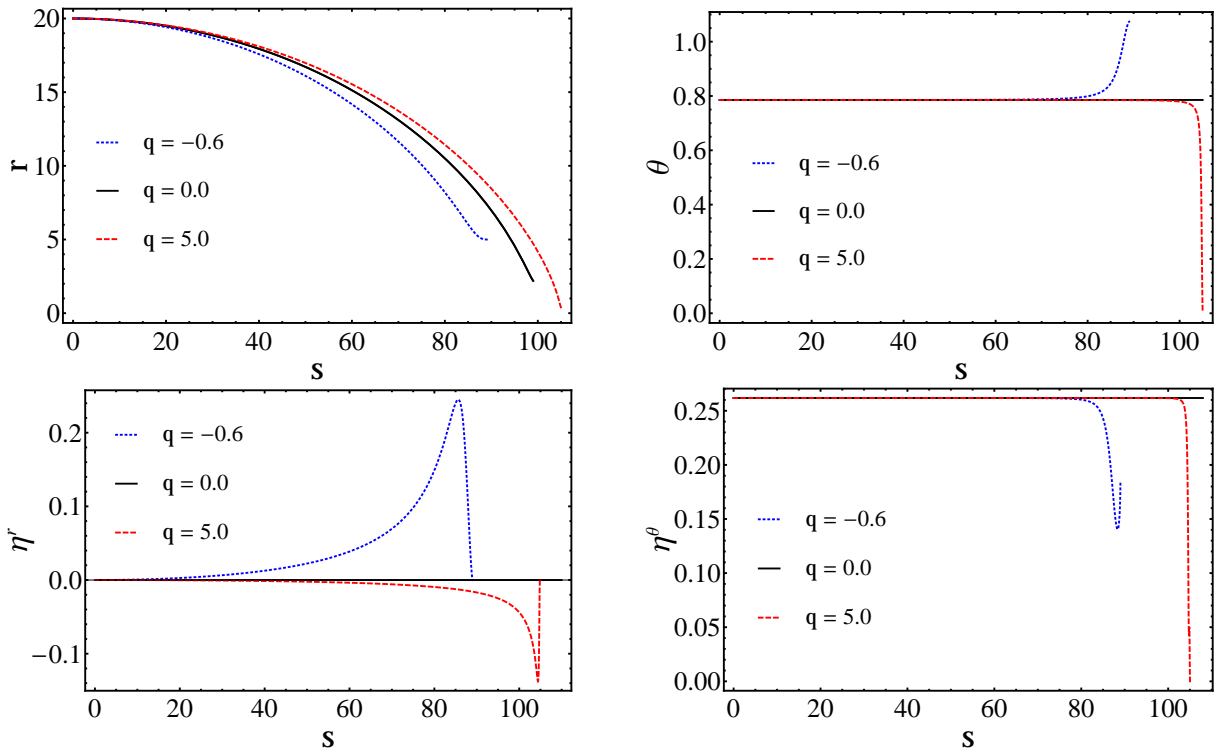 20
15
10
5
0
r
q = −0.6
q = 0.0
q = 5.0
0 20 40 60 80 100
s
1.0
0.8
0.6
0.4
0.2
0.0
θ
q = −0.6
q = 0.0
q = 5.0
0 20 40 60 80 100
s
0.2
0.1
0.0
−0.1
η^r
q = −0.6
q = 0.0
q = 5.0
0 20 40 60 80 100
s
0.25
0.20
0.15
0.10
0.05
0.00
η^θ
q = −0.6
q = 0.0
q = 5.0
0 20 40 60 80 100
s